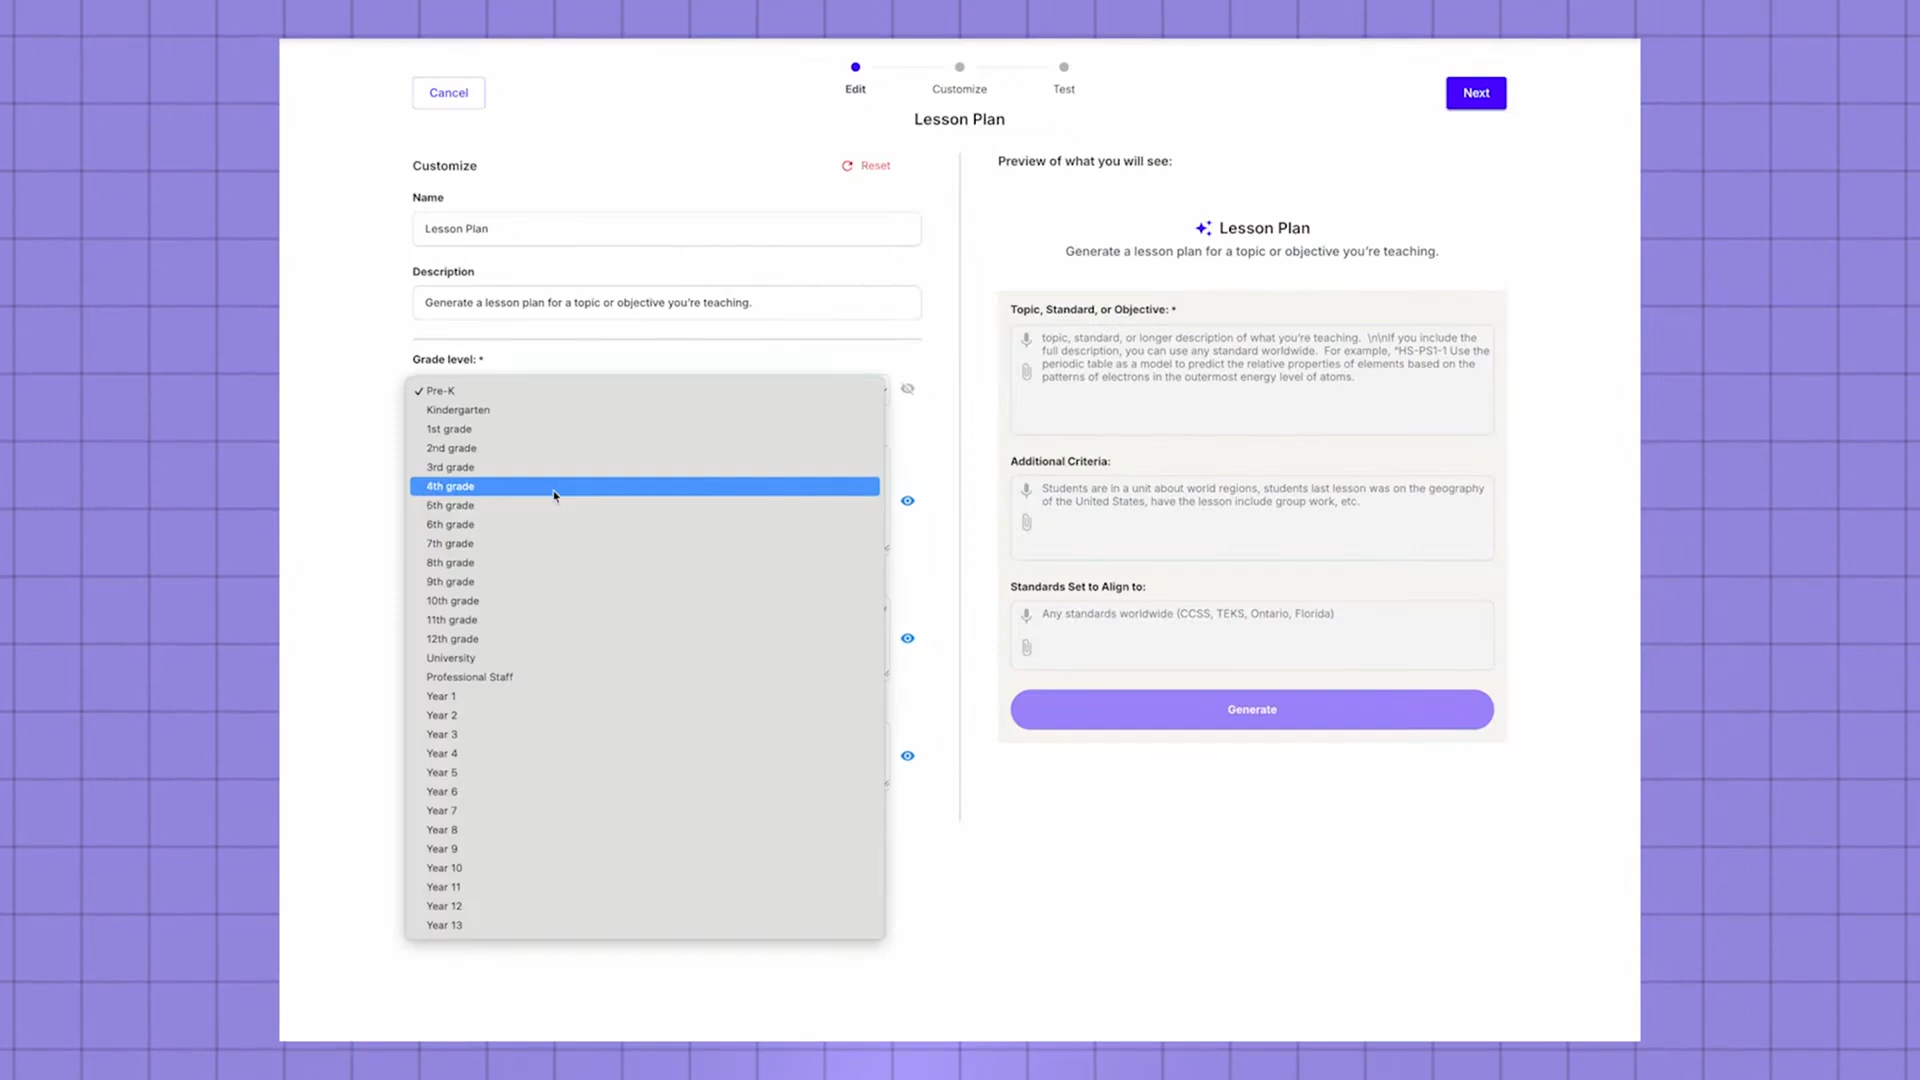 Cancel
Edit
Customize
Test
Next
Lesson Plan
Customize
Reset
Name
Lesson Plan
Description
Generate a lesson plan for a topic or objective you're teaching.
Grade level: *
✓ Pre-K
Kindergarten
1st grade
2nd grade
3rd grade
4th grade
5th grade
6th grade
7th grade
8th grade
9th grade
10th grade
11th grade
12th grade
University
Professional Staff
Year 1
Year 2
Year 3
Year 4
Year 5
Year 6
Year 7
Year 8
Year 9
Year 10
Year 11
Year 12
Year 13
Preview of what you will see:
Lesson Plan
Generate a lesson plan for a topic or objective you're teaching.
Topic, Standard, or Objective: *
topic, standard, or longer description of what you're teaching. \n\nIf you include the
full description, you can use any standard worldwide. For example, "HS-PS1-1 Use the
periodic table as a model to predict the relative properties of elements based on the
patterns of electrons in the outermost energy level of atoms.
Additional Criteria:
Students are in a unit about world regions, students last lesson was on the geography
of the United States, have the lesson include group work, etc.
Standards Set to Align to:
Any standards worldwide (CCSS, TEKS, Ontario, Florida)
Generate